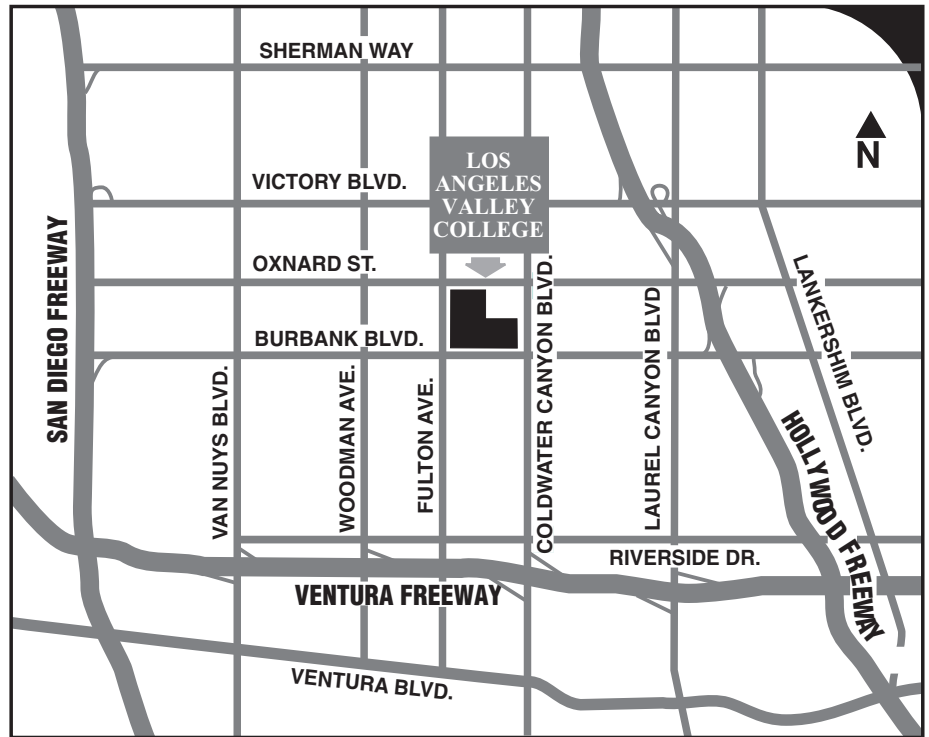 SHERMAN WAY
N
LOS
ANGELES
VALLEY
COLLEGE
VICTORY BLVD.
OXNARD ST.
BURBANK BLVD.
SAN DIEGO FREEWAY
VAN NUYS BLVD.
WOODMAN AVE.
FULTON AVE.
COLDWATER CANYON BLVD.
LAUREL CANYON BLVD
LANKERSHIM BLVD.
HOLLYWOOD FREEWAY
RIVERSIDE DR.
VENTURA FREEWAY
VENTURA BLVD.